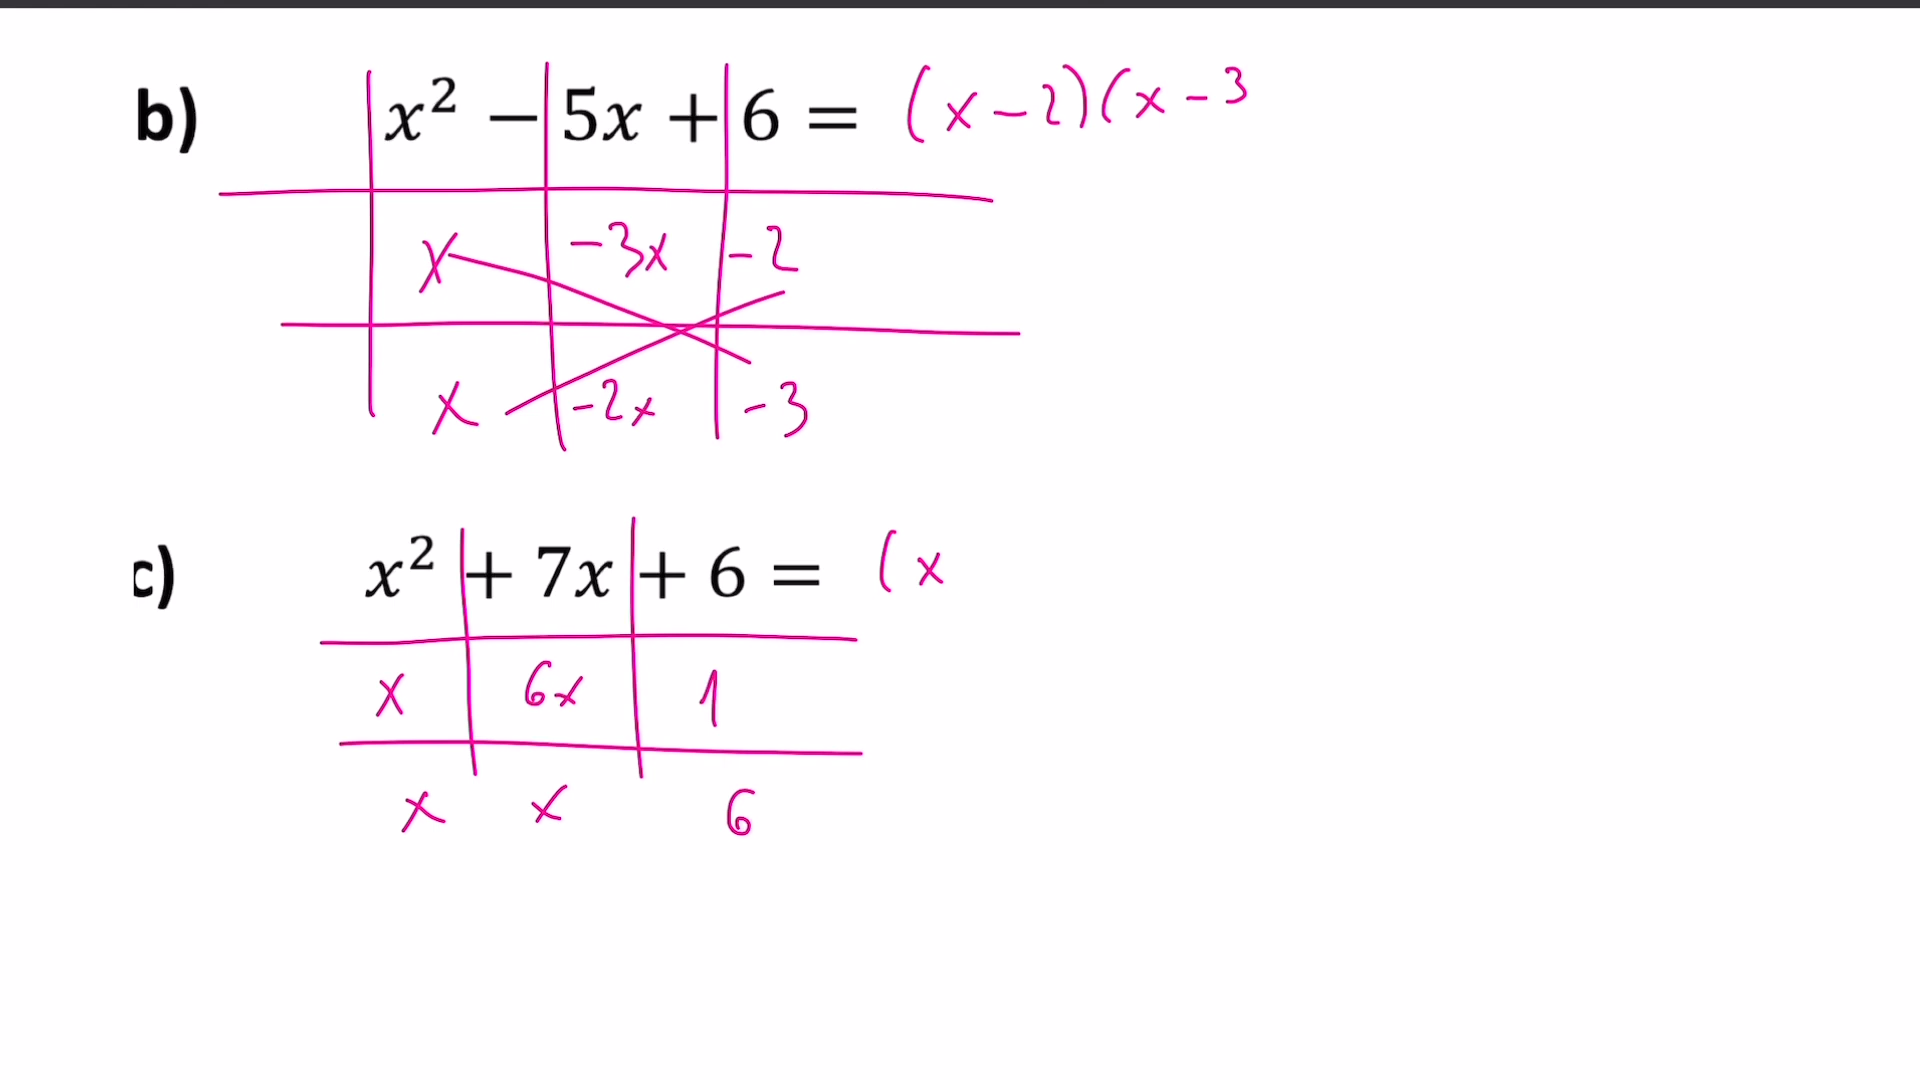 b) x² − 5x + 6 = (x − 2)(x − 3
x −3x −2
x −2x −3
c) x² + 7x + 6 = (x
x 6x 1
x x 6